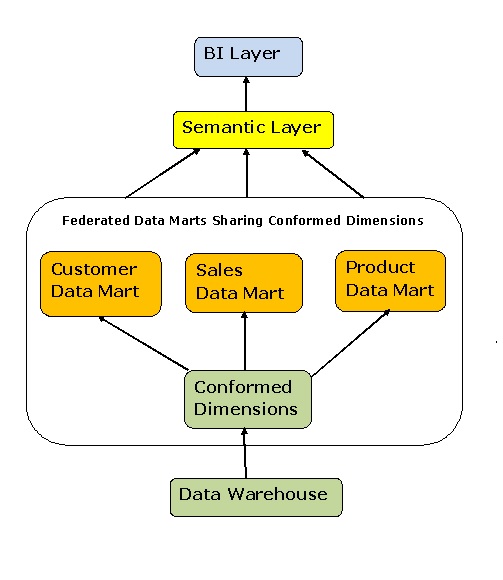 BI Layer
Semantic Layer
Federated Data Marts Sharing Conformed Dimensions
Customer
Data Mart
Sales
Data Mart
Product
Data Mart
Conformed
Dimensions
Data Warehouse